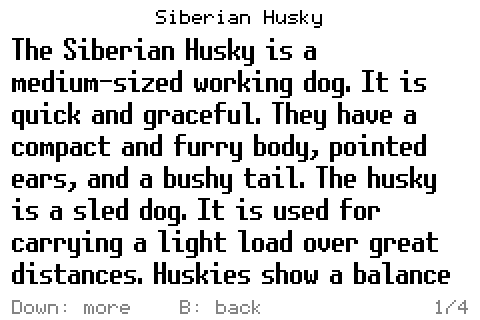 Siberian Husky
The Siberian Husky is a
medium-sized working dog. It is
quick and graceful. They have a
compact and furry body, pointed
ears, and a bushy tail. The husky
is a sled dog. It is used for
carrying a light load over great
distances. Huskies show a balance
Down: more B: back 1/4